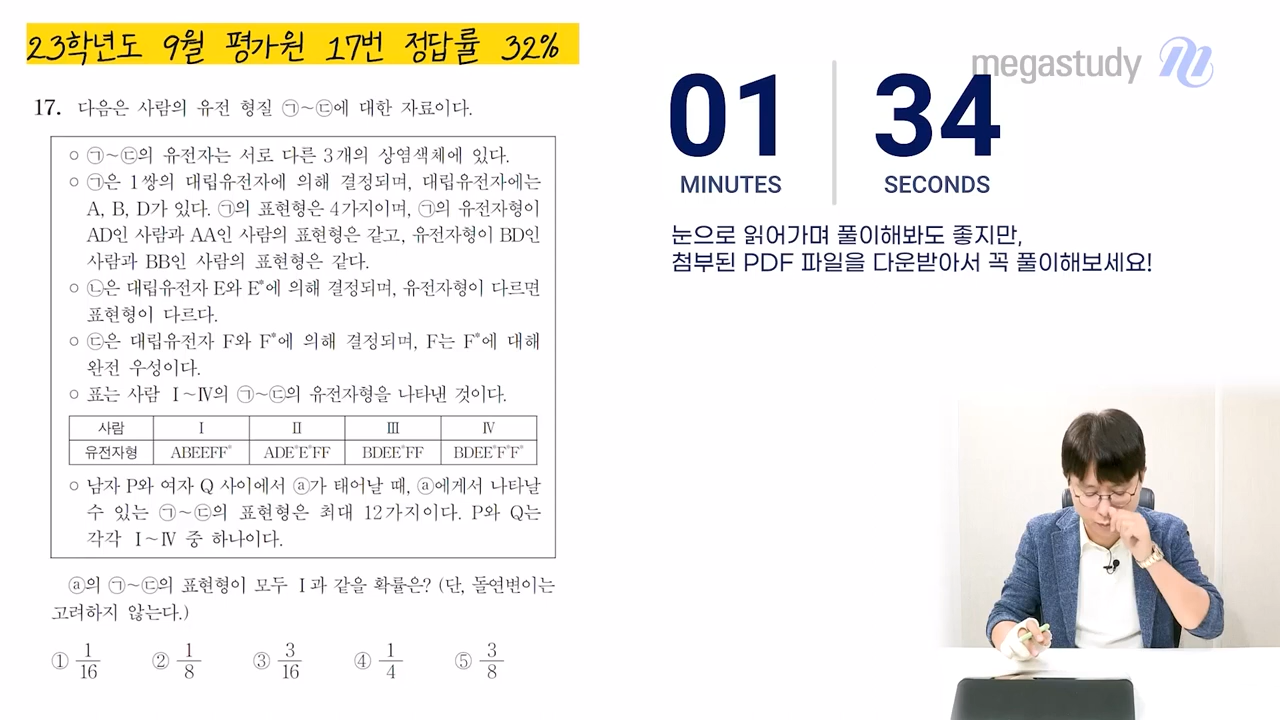 23학년도 9월 평가원 17번 정답률 32%
megastudy
01 34
MINUTES SECONDS
눈으로 읽어가며 풀이해봐도 좋지만,
첨부된 PDF 파일을 다운받아서 꼭 풀이해보세요!
17. 다음은 사람의 유전 형질 ㉠~㉢에 대한 자료이다.
○ ㉠~㉢의 유전자는 서로 다른 3개의 상염색체에 있다.
○ ㉠은 1쌍의 대립유전자에 의해 결정되며, 대립유전자에는
A, B, D가 있다. ㉠의 표현형은 4가지이며, ㉠의 유전자형이
AD인 사람과 AA인 사람의 표현형은 같고, 유전자형이 BD인
사람과 BB인 사람의 표현형은 같다.
○ ㉡은 대립유전자 E와 E*에 의해 결정되며, 유전자형이 다르면
표현형이 다르다.
○ ㉢은 대립유전자 F와 F*에 의해 결정되며, F는 F*에 대해
완전 우성이다.
○ 표는 사람 Ⅰ~Ⅳ의 ㉠~㉢의 유전자형을 나타낸 것이다.
사람 Ⅰ Ⅱ Ⅲ Ⅳ
유전자형 ABEEFF* ADE*E*FF BDEE*FF BDEE*F*F*
○ 남자 P와 여자 Q 사이에서 ⓐ가 태어날 때, ⓐ에게서 나타날
수 있는 ㉠~㉢의 표현형은 최대 12가지이다. P와 Q는
각각 Ⅰ~Ⅳ 중 하나이다.
ⓐ의 ㉠~㉢의 표현형이 모두 Ⅰ과 같을 확률은? (단, 돌연변이는
고려하지 않는다.)
① 1/16 ② 1/8 ③ 3/16 ④ 1/4 ⑤ 3/8